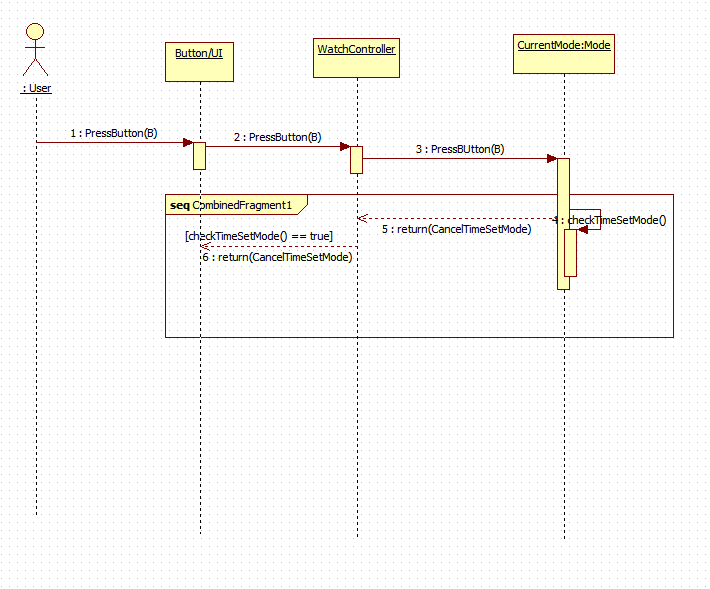 Button/UI
WatchController
CurrentMode:Mode
: User
1 : PressButton(B)
2 : PressButton(B)
3 : PressBUtton(B)
seq CombinedFragment1
4 : checkTimeSetMode()
5 : return(CancelTimeSetMode)
[checkTimeSetMode() == true]
6 : return(CancelTimeSetMode)